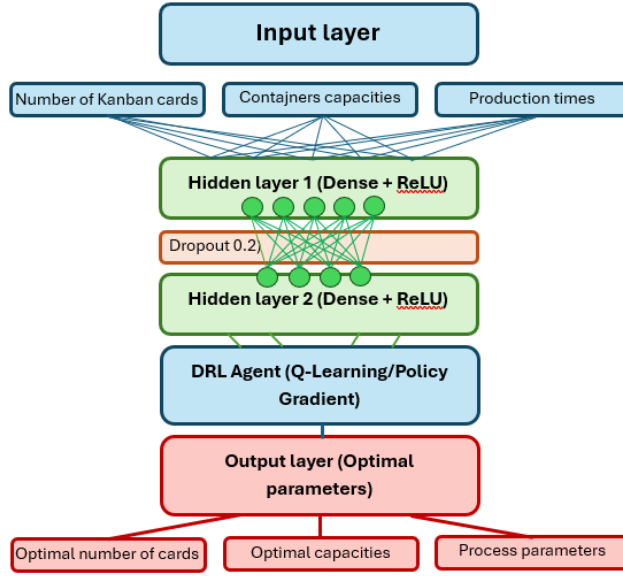 Input layer
Number of Kanban cards
Contajners capacities
Production times
Hidden layer 1 (Dense + ReLU)
Dropout 0.2)
Hidden layer 2 (Dense + ReLU)
DRL Agent (Q-Learning/Policy
Gradient)
Output layer (Optimal
parameters)
Optimal number of cards
Optimal capacities
Process parameters